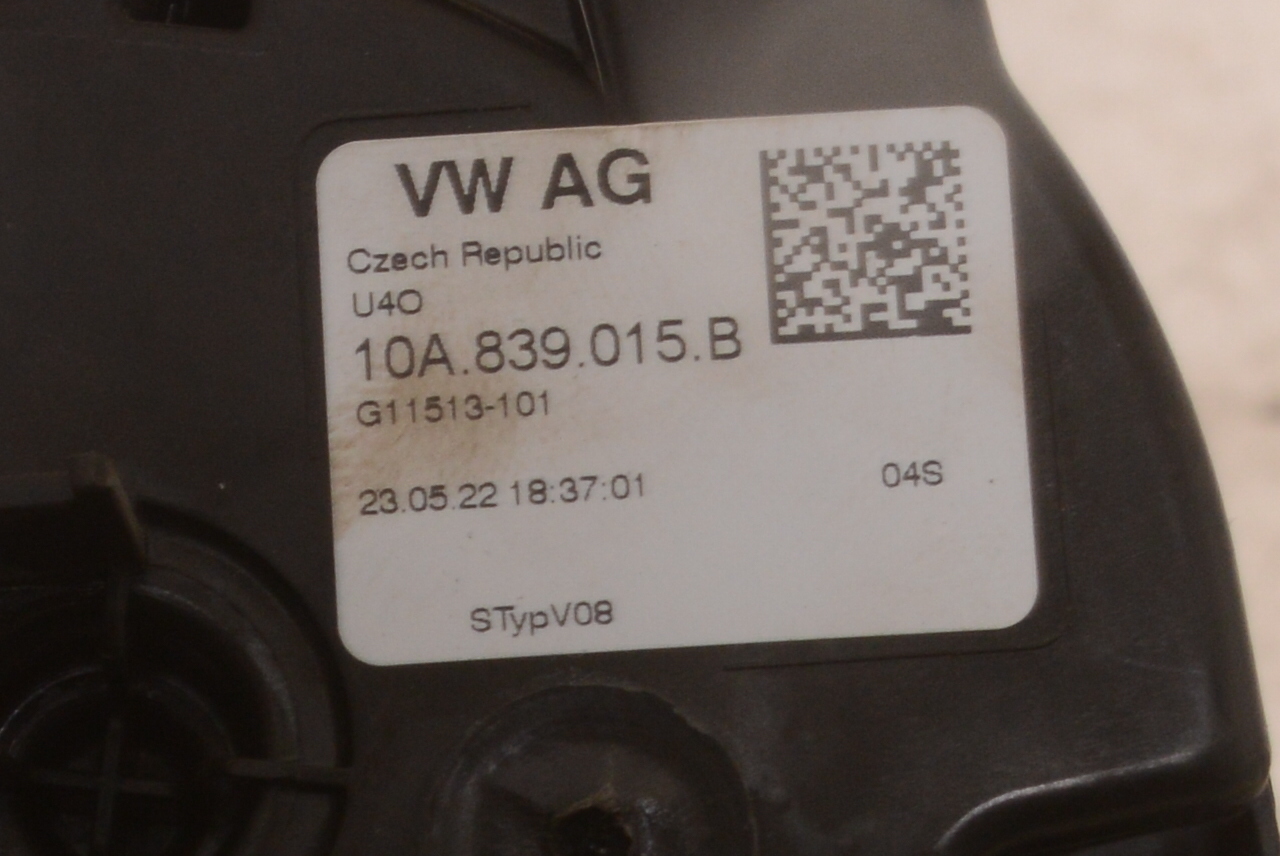 VW AG
Czech Republic
U4O
10A.839.015.B
G11513-101
23.05.22 18:37:01
04S
STypV08